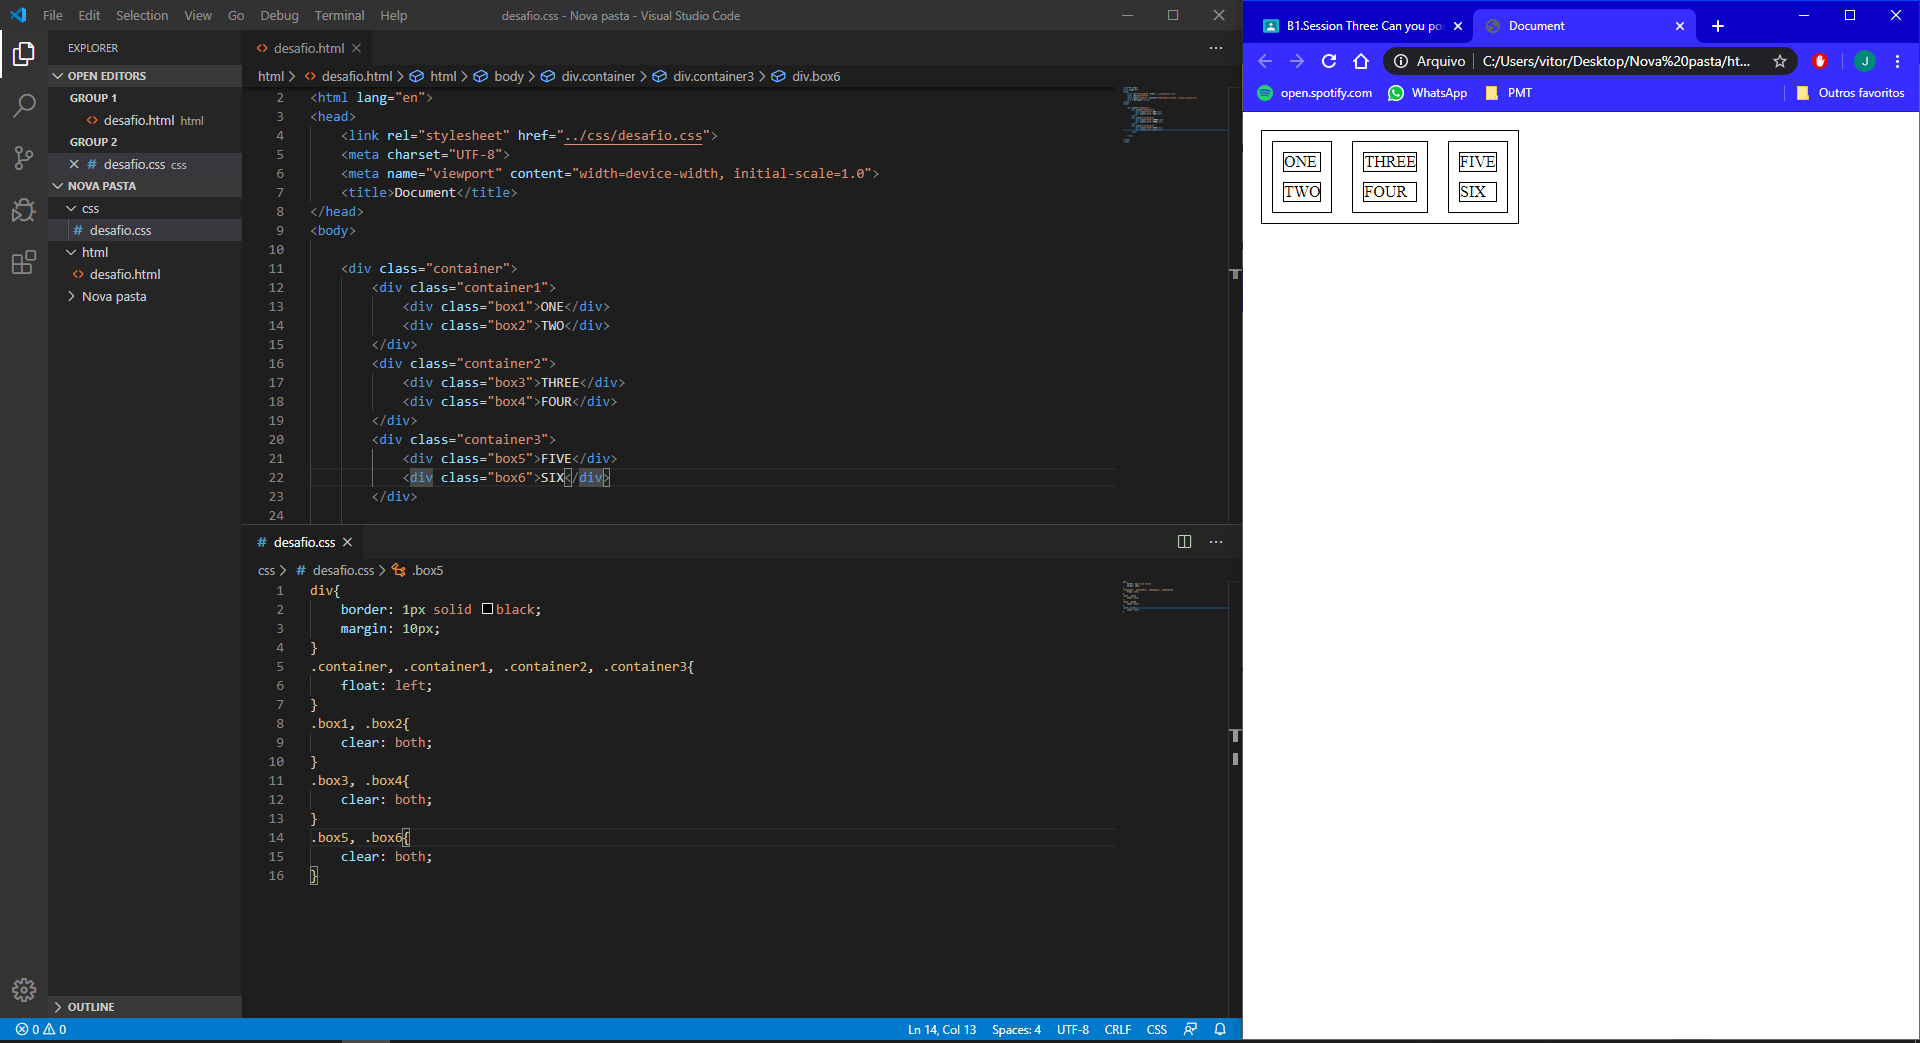 File Edit Selection View Go Debug Terminal Help
desafio.css - Nova pasta - Visual Studio Code
EXPLORER
OPEN EDITORS
GROUP 1
desafio.html html
GROUP 2
desafio.css css
NOVA PASTA
css
desafio.css
html
desafio.html
Nova pasta
OUTLINE
desafio.html
html > desafio.html > html > body > div.container > div.container3 > div.box6
2 <html lang="en">
3 <head>
4 <link rel="stylesheet" href="../css/desafio.css">
5 <meta charset="UTF-8">
6 <meta name="viewport" content="width=device-width, initial-scale=1.0">
7 <title>Document</title>
8 </head>
9 <body>
10
11 <div class="container">
12 <div class="container1">
13 <div class="box1">ONE</div>
14 <div class="box2">TWO</div>
15 </div>
16 <div class="container2">
17 <div class="box3">THREE</div>
18 <div class="box4">FOUR</div>
19 </div>
20 <div class="container3">
21 <div class="box5">FIVE</div>
22 <div class="box6">SIX</div>
23 </div>
24
# desafio.css
css > # desafio.css > .box5
1 div{
2 border: 1px solid black;
3 margin: 10px;
4 }
5 .container, .container1, .container2, .container3{
6 float: left;
7 }
8 .box1, .box2{
9 clear: both;
10 }
11 .box3, .box4{
12 clear: both;
13 }
14 .box5, .box6{
15 clear: both;
16 }
0 0
Ln 14, Col 13 Spaces: 4 UTF-8 CRLF CSS
B1.Session Three: Can you po
Document
Arquivo | C:/Users/vitor/Desktop/Nova%20pasta/ht...
J
open.spotify.com WhatsApp PMT Outros favoritos
ONE THREE FIVE
TWO FOUR SIX